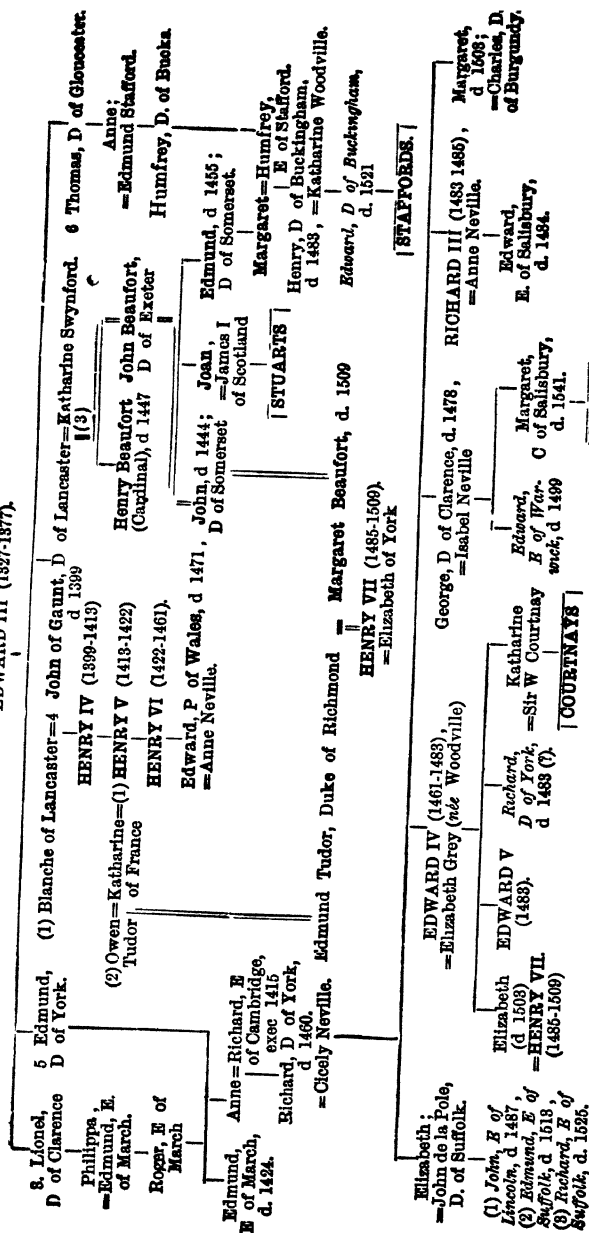 EDWARD III (1327-1377).
3. Lionel,
D of Clarence
Philippa,
=Edmund, E.
of March.
Roger, E of
March
Edmund,
E of March,
d. 1424.
5 Edmund,
D of York.
Anne=Richard, E
of Cambridge,
exec 1415
Richard, D of York,
d 1460.
=Cicely Neville.
(1) Blanche of Lancaster=4 John of Gaunt, D of Lancaster=Katharine Swynford.
d 1399
(3)
HENRY IV (1399-1413)
(2) Owen=Katharine=(1) HENRY V (1413-1422)
Tudor of France
HENRY VI (1422-1461).
Edward, P of Wales, d 1471,
=Anne Neville.
Henry Beaufort
(Cardinal), d 1447
John Beaufort,
D of Exeter
John, d 1444;
D of Somerset
Joan,
=James I
of Scotland
STUARTS
Edmund, d 1455;
D of Somerset.
6 Thomas, D of Gloucester.
Anne;
=Edmund Stafford.
Humfrey, D. of Bucks.
Margaret=Humfrey,
E of Stafford.
Henry, D of Buckingham,
d 1483, =Katharine Woodville.
Edward, D of Buckingham,
d. 1521
STAFFORDS.
Edmund Tudor, Duke of Richmond = Margaret Beaufort, d. 1509
HENRY VII (1485-1509).
=Elizabeth of York
Elizabeth;
=John de la Pole,
D. of Suffolk.
(1) John, E of
Lincoln, d 1487,
(2) Edmund, E of
Suffolk, d 1513,
(3) Richard, E of
Suffolk, d. 1525.
EDWARD IV (1461-1483),
=Elizabeth Grey (née Woodville)
Elizabeth
(d 1503)
=HENRY VII.
(1485-1509)
EDWARD V
(1483).
Richard,
D of York,
d 1483 (?).
Katharine
=Sir W Courtnay
COURTNAYS
George, D of Clarence, d. 1478,
=Isabel Neville
Edward,
E of War-
wick, d 1499
Margaret,
C of Salisbury,
d. 1541.
RICHARD III (1483 1485),
=Anne Neville.
Edward,
E. of Salisbury,
d. 1484.
Margaret,
d 1503;
=Charles, D.
of Burgundy.